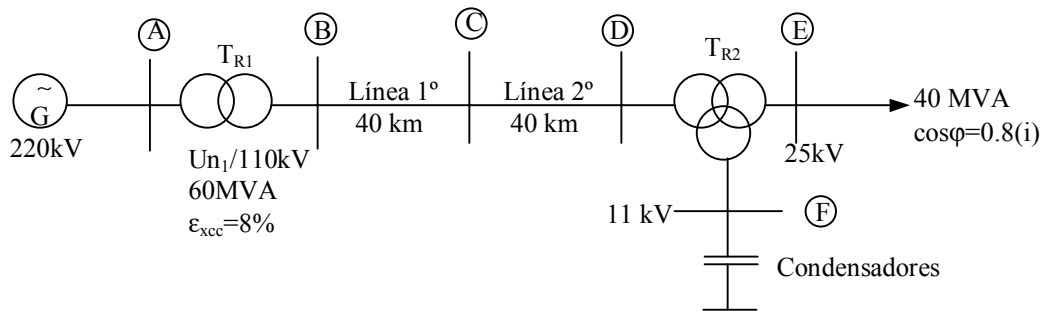 A
B
C
D
E
T_R1
T_R2
~
G
220kV
Línea 1º
40 km
Línea 2º
40 km
40 MVA
cosφ=0.8(i)
25kV
Un₁/110kV
60MVA
ε_xcc=8%
11 kV
F
Condensadores